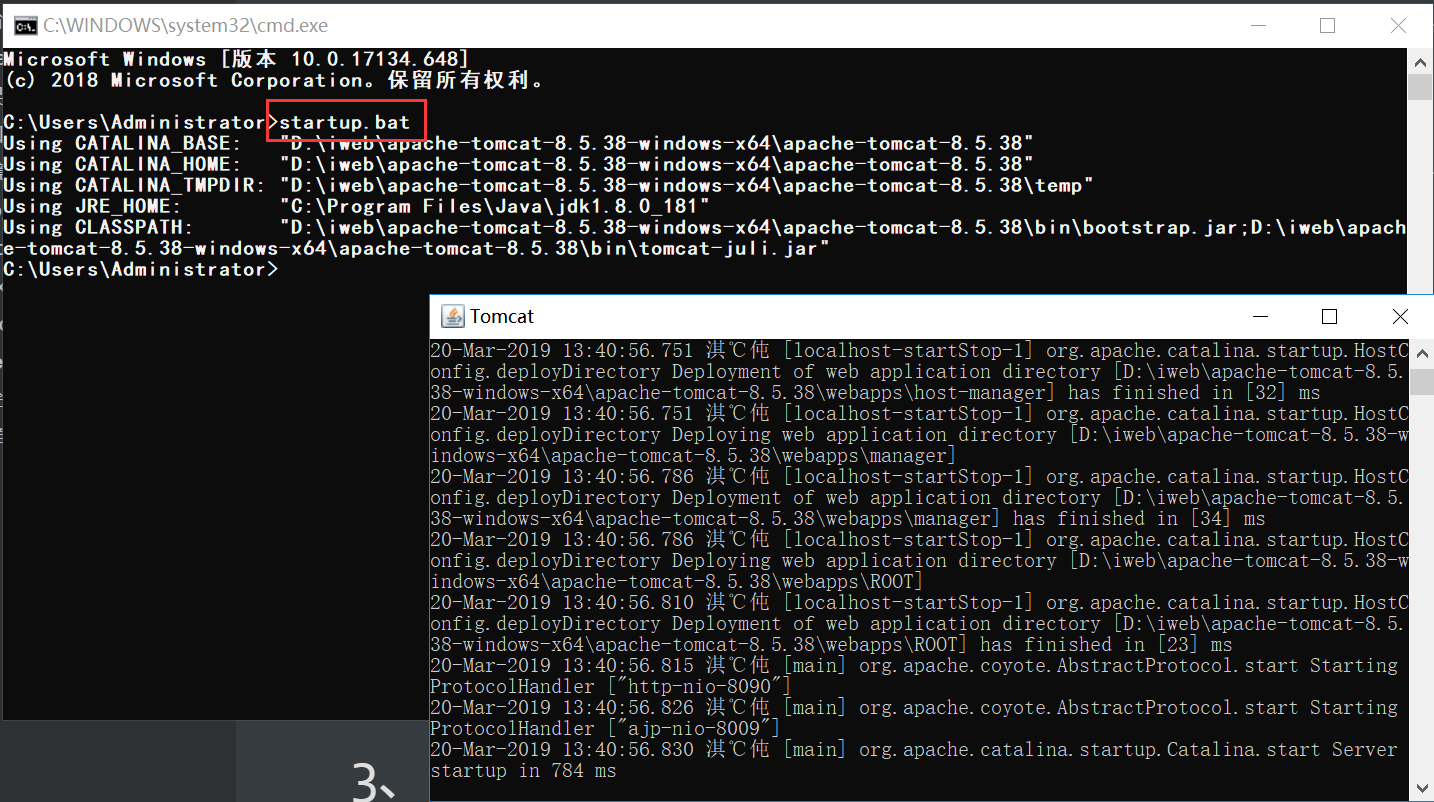 C:\WINDOWS\system32\cmd.exe
Microsoft Windows [版本 10.0.17134.648]
(c) 2018 Microsoft Corporation。保留所有权利。
C:\Users\Administrator>startup.bat
Using CATALINA_BASE:   "D:\iweb\apache-tomcat-8.5.38-windows-x64\apache-tomcat-8.5.38"
Using CATALINA_HOME:   "D:\iweb\apache-tomcat-8.5.38-windows-x64\apache-tomcat-8.5.38"
Using CATALINA_TMPDIR: "D:\iweb\apache-tomcat-8.5.38-windows-x64\apache-tomcat-8.5.38\temp"
Using JRE_HOME:        "C:\Program Files\Java\jdk1.8.0_181"
Using CLASSPATH:       "D:\iweb\apache-tomcat-8.5.38-windows-x64\apache-tomcat-8.5.38\bin\bootstrap.jar;D:\iweb\apach
e-tomcat-8.5.38-windows-x64\apache-tomcat-8.5.38\bin\tomcat-juli.jar"
C:\Users\Administrator>
Tomcat
20-Mar-2019 13:40:56.751 淇℃伅 [localhost-startStop-1] org.apache.catalina.startup.HostC
onfig.deployDirectory Deployment of web application directory [D:\iweb\apache-tomcat-8.5.
38-windows-x64\apache-tomcat-8.5.38\webapps\host-manager] has finished in [32] ms
20-Mar-2019 13:40:56.751 淇℃伅 [localhost-startStop-1] org.apache.catalina.startup.HostC
onfig.deployDirectory Deploying web application directory [D:\iweb\apache-tomcat-8.5.38-w
indows-x64\apache-tomcat-8.5.38\webapps\manager]
20-Mar-2019 13:40:56.786 淇℃伅 [localhost-startStop-1] org.apache.catalina.startup.HostC
onfig.deployDirectory Deployment of web application directory [D:\iweb\apache-tomcat-8.5.
38-windows-x64\apache-tomcat-8.5.38\webapps\manager] has finished in [34] ms
20-Mar-2019 13:40:56.786 淇℃伅 [localhost-startStop-1] org.apache.catalina.startup.HostC
onfig.deployDirectory Deploying web application directory [D:\iweb\apache-tomcat-8.5.38-w
indows-x64\apache-tomcat-8.5.38\webapps\ROOT]
20-Mar-2019 13:40:56.810 淇℃伅 [localhost-startStop-1] org.apache.catalina.startup.HostC
onfig.deployDirectory Deployment of web application directory [D:\iweb\apache-tomcat-8.5.
38-windows-x64\apache-tomcat-8.5.38\webapps\ROOT] has finished in [23] ms
20-Mar-2019 13:40:56.815 淇℃伅 [main] org.apache.coyote.AbstractProtocol.start Starting
ProtocolHandler ["http-nio-8090"]
20-Mar-2019 13:40:56.826 淇℃伅 [main] org.apache.coyote.AbstractProtocol.start Starting
ProtocolHandler ["ajp-nio-8009"]
20-Mar-2019 13:40:56.830 淇℃伅 [main] org.apache.catalina.startup.Catalina.start Server
startup in 784 ms
3、